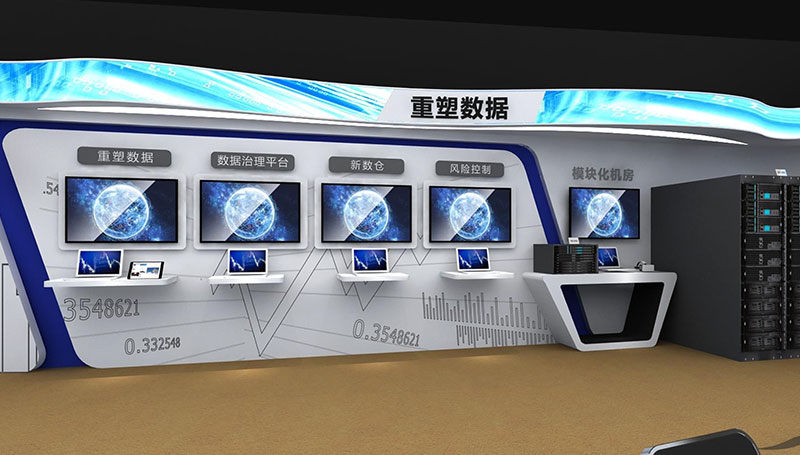 重塑数据
重塑数据
数据治理平台
新数仓
风险控制
模块化机房
.54
3548621
0.332548
0.3548621